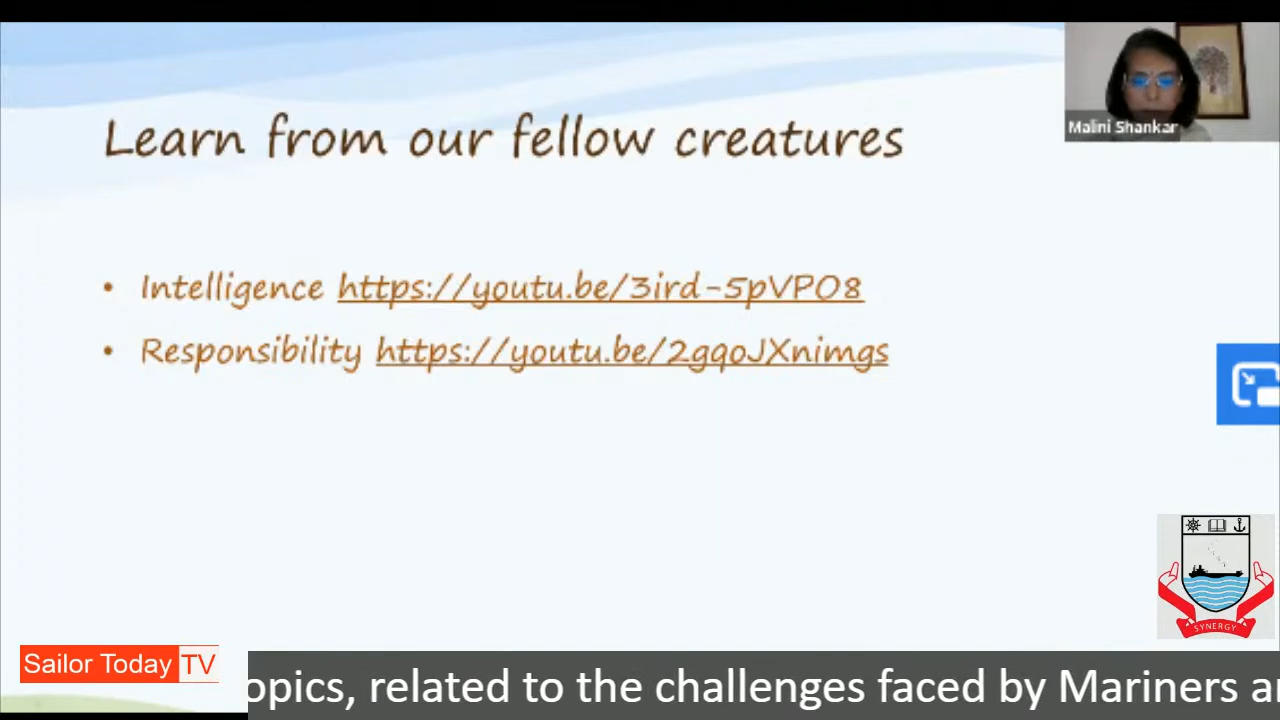 Learn from our fellow creatures
Malini Shankar
• Intelligence https://youtu.be/3ird-5pVPO8
• Responsibility https://youtu.be/2gqoJXnimgs
SYNERGY
Sailor Today TV
opics, related to the challenges faced by Mariners a